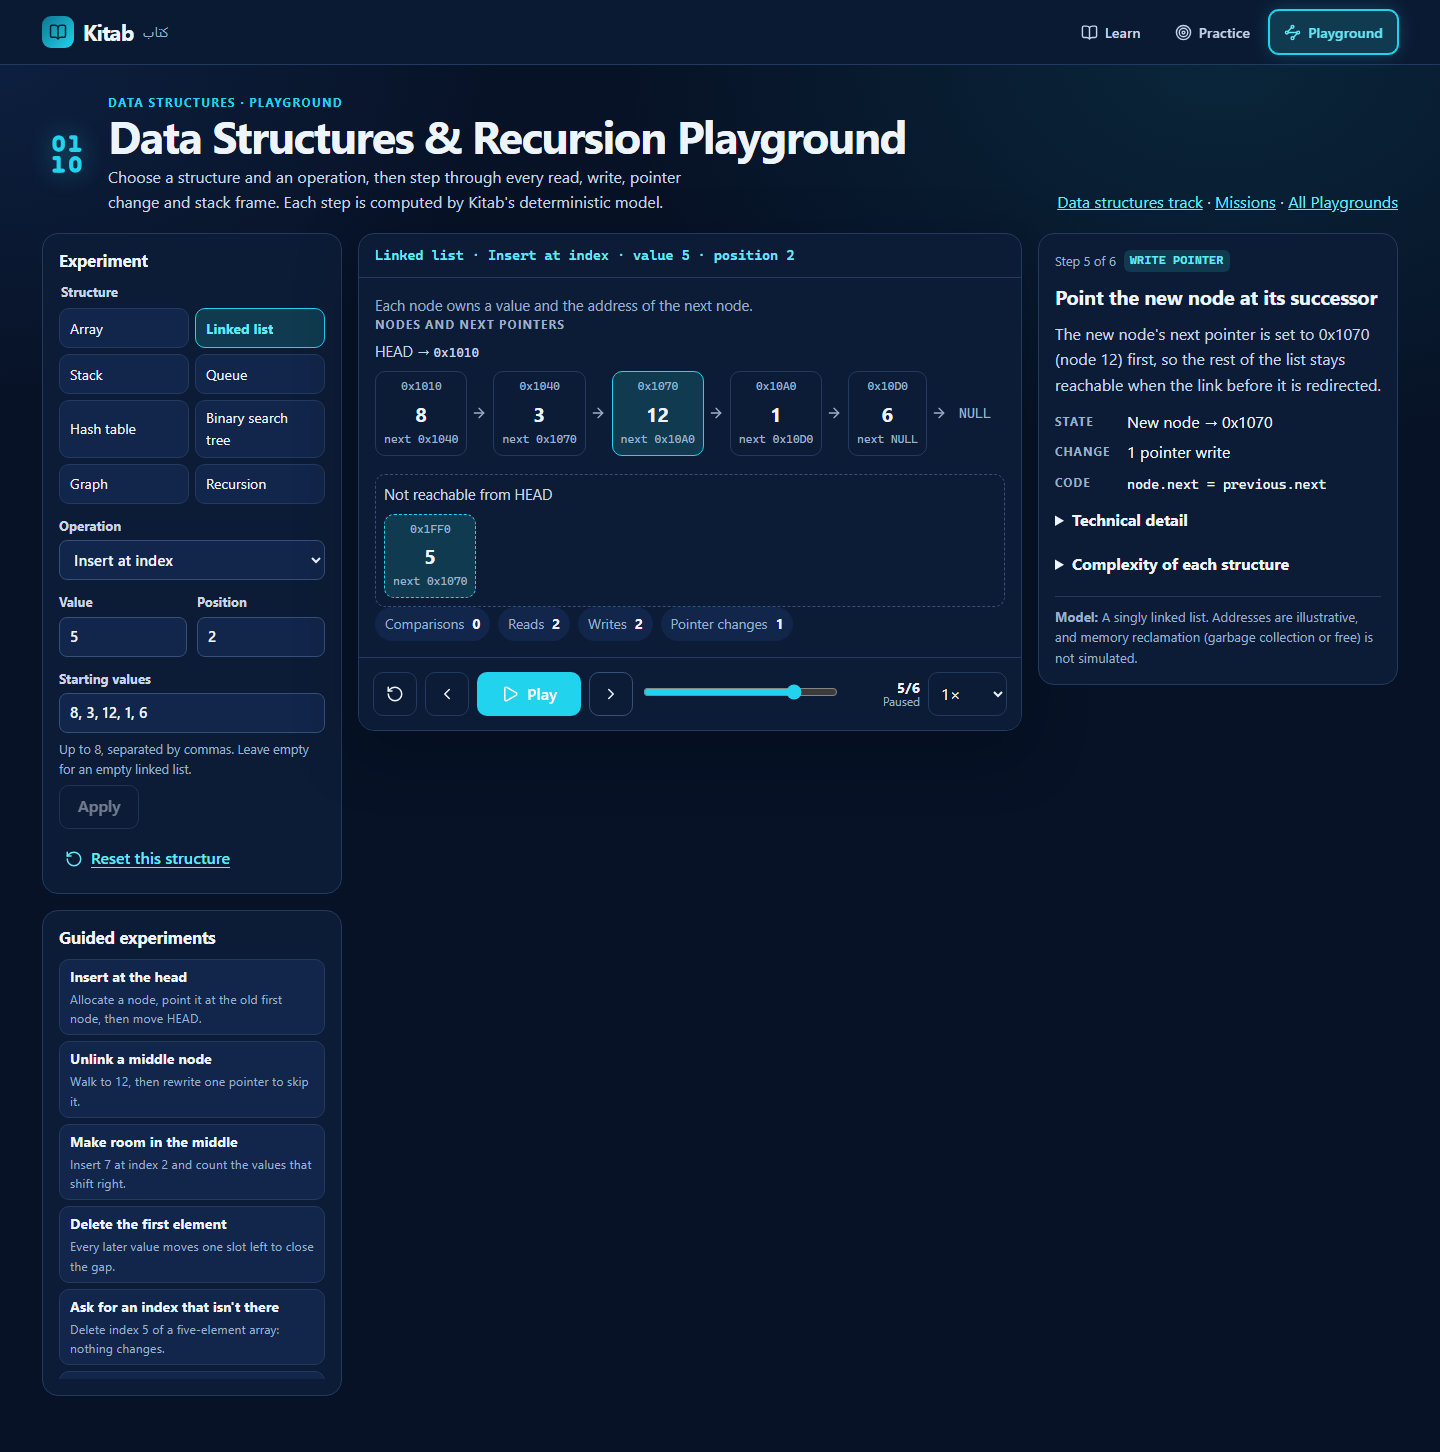 Kitab كتاب
Learn
Practice
Playground
DATA STRUCTURES · PLAYGROUND
01
10
Data Structures & Recursion Playground
Choose a structure and an operation, then step through every read, write, pointer
change and stack frame. Each step is computed by Kitab's deterministic model.
Data structures track · Missions · All Playgrounds
Experiment
Structure
Array
Linked list
Stack
Queue
Hash table
Binary search
tree
Graph
Recursion
Operation
Insert at index
Value
Position
5
2
Starting values
8, 3, 12, 1, 6
Up to 8, separated by commas. Leave empty
for an empty linked list.
Apply
Reset this structure
Guided experiments
Insert at the head
Allocate a node, point it at the old first
node, then move HEAD.
Unlink a middle node
Walk to 12, then rewrite one pointer to skip
it.
Make room in the middle
Insert 7 at index 2 and count the values that
shift right.
Delete the first element
Every later value moves one slot left to close
the gap.
Ask for an index that isn't there
Delete index 5 of a five-element array:
nothing changes.
Linked list · Insert at index · value 5 · position 2
Each node owns a value and the address of the next node.
NODES AND NEXT POINTERS
HEAD → 0x1010
0x1010
8
next 0x1040
→
0x1040
3
next 0x1070
→
0x1070
12
next 0x10A0
→
0x10A0
1
next 0x10D0
→
0x10D0
6
next NULL
→ NULL
Not reachable from HEAD
0x1FF0
5
next 0x1070
Comparisons 0
Reads 2
Writes 2
Pointer changes 1
Play
5/6
Paused
1×
Step 5 of 6 WRITE POINTER
Point the new node at its successor
The new node's next pointer is set to 0x1070
(node 12) first, so the rest of the list stays
reachable when the link before it is redirected.
STATE New node → 0x1070
CHANGE 1 pointer write
CODE node.next = previous.next
Technical detail
Complexity of each structure
Model: A singly linked list. Addresses are illustrative,
and memory reclamation (garbage collection or free) is
not simulated.